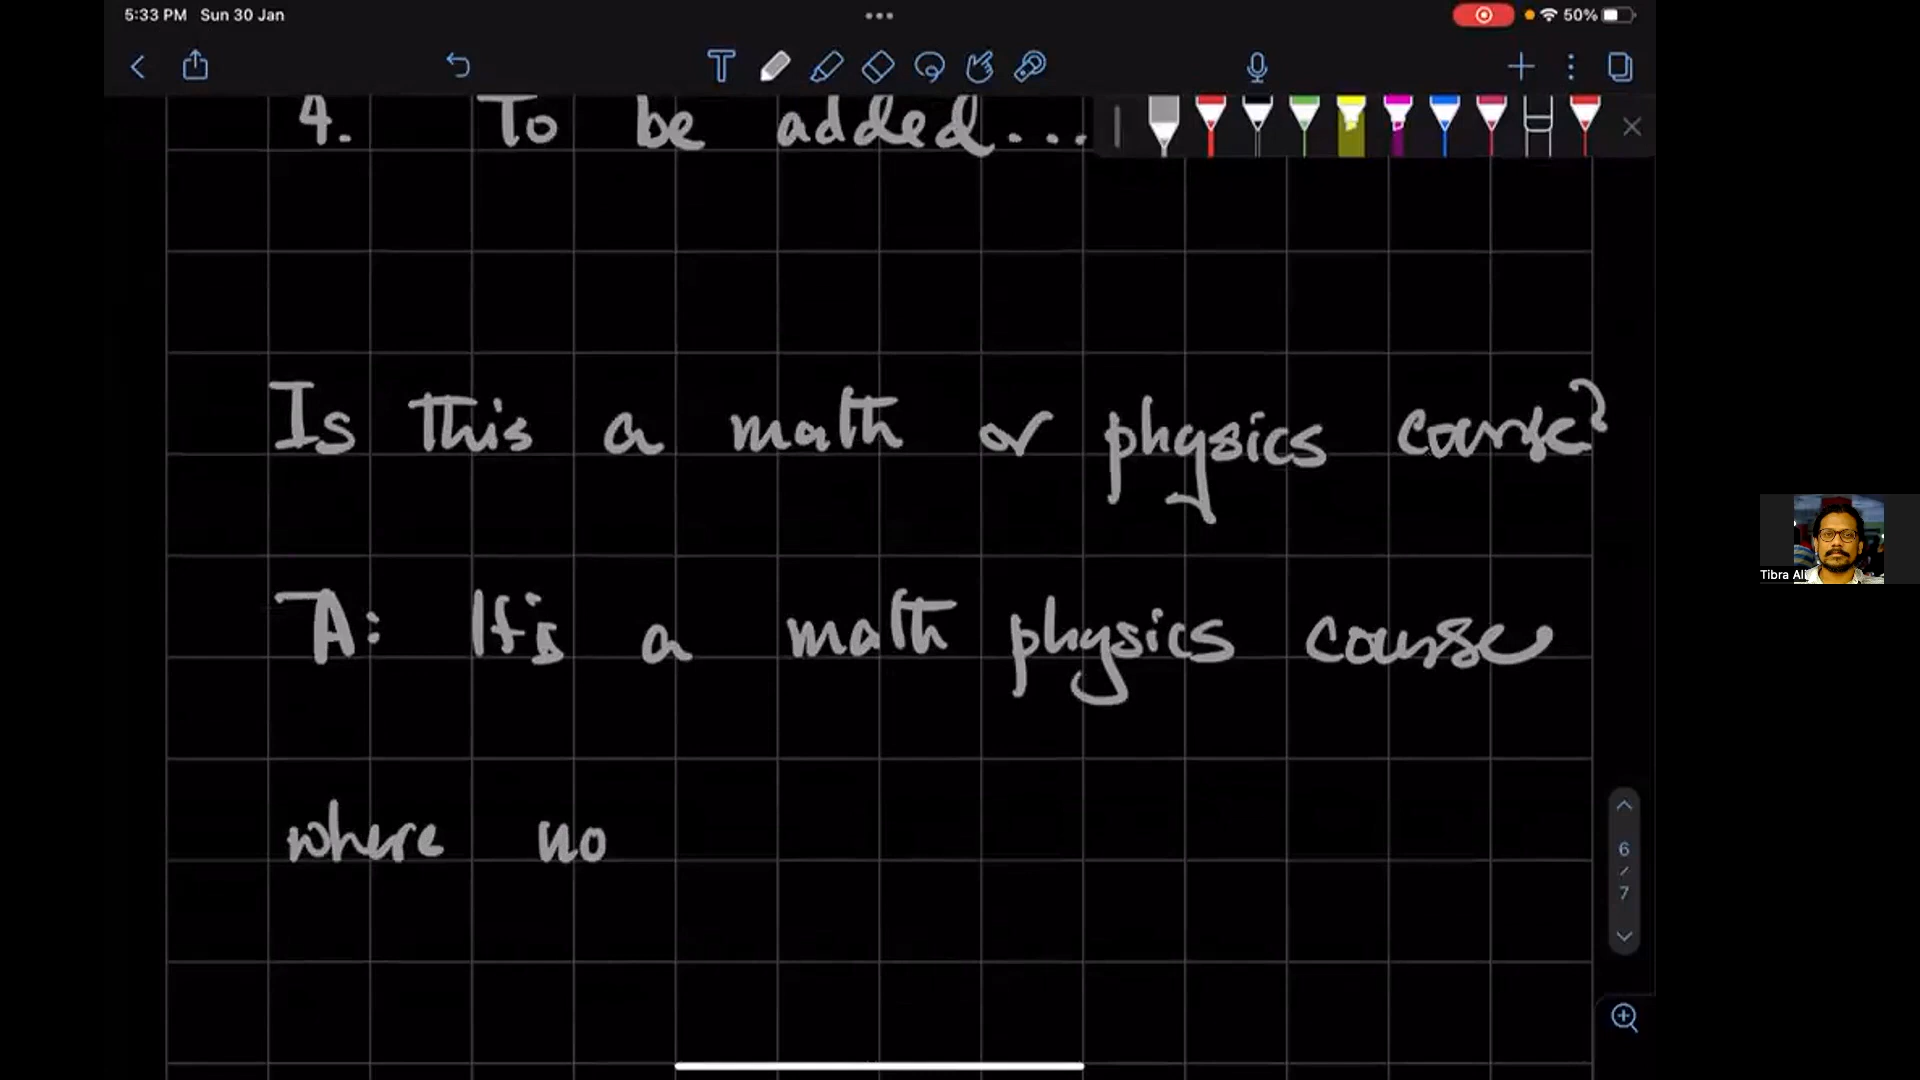 5:33 PM Sun 30 Jan
50%
4. To be added...
Is this a math or physics course?
A: It's a math physics course
where no
6
/
7
Tibra Ali